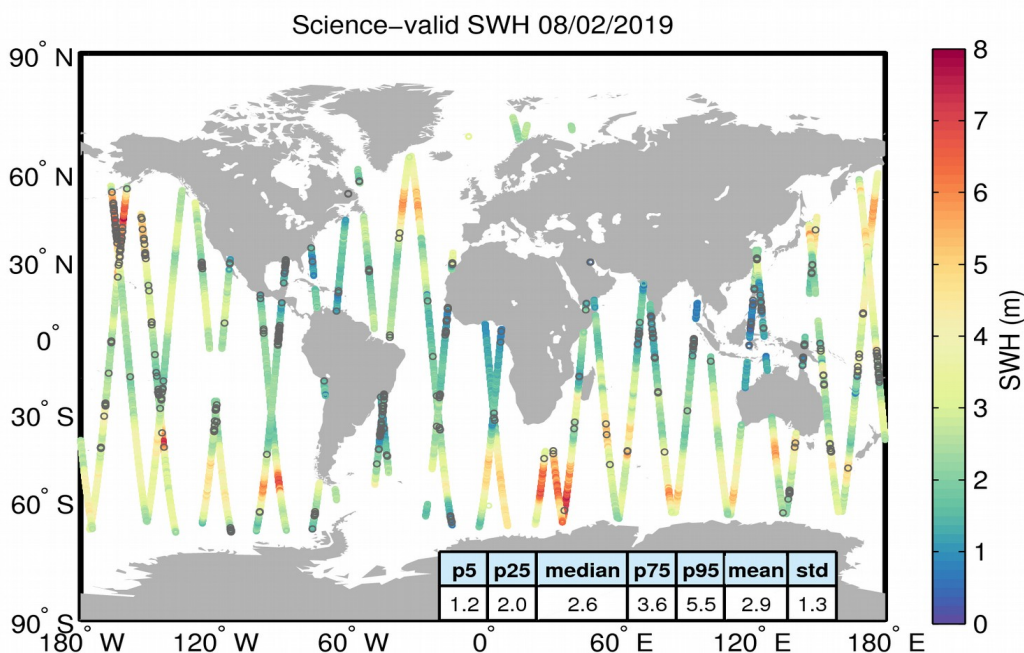 Science−valid SWH 08/02/2019
90° N
60° N
30° N
0°
30° S
60° S
90° S
180° W
120° W
60° W
0°
60° E
120° E
180° E
p5 p25 median p75 p95 mean std
1.2 2.0 2.6 3.6 5.5 2.9 1.3
8
7
6
5
4
3
2
1
0
SWH (m)